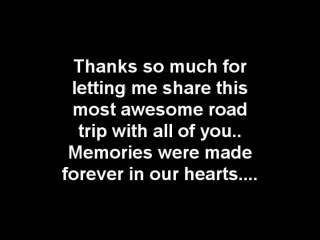 Thanks so much for
letting me share this
most awesome road
trip with all of you..
Memories were made
forever in our hearts....